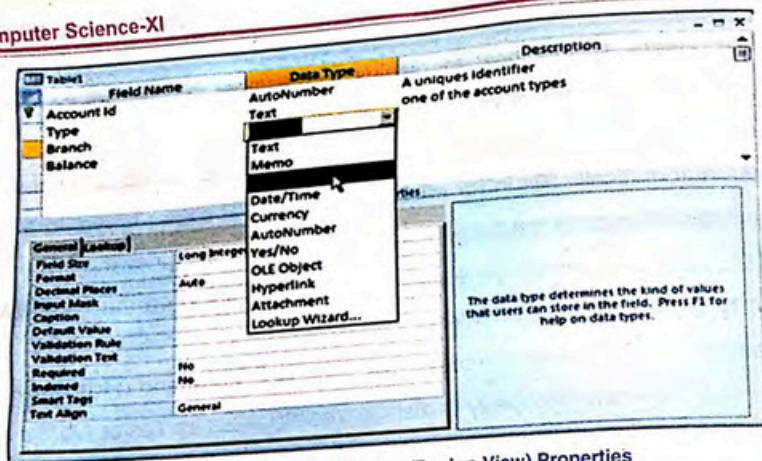 mputer Science-XI
Table1
Field Name Data Type Description
Account Id AutoNumber A uniques identifier
Type Text one of the account types
Branch
Balance
Text
Memo
Date/Time
Currency
AutoNumber
Yes/No
OLE Object
Hyperlink
Attachment
Lookup Wizard...
rties
General Lookup
Field Size Long Integer
Format
Decimal Places Auto
Input Mask
Caption
Default Value
Validation Rule
Validation Text
Required No
Indexed No
Smart Tags
Text Align General
The data type determines the kind of values
that users can store in the field. Press F1 for
help on data types.
View) Properties